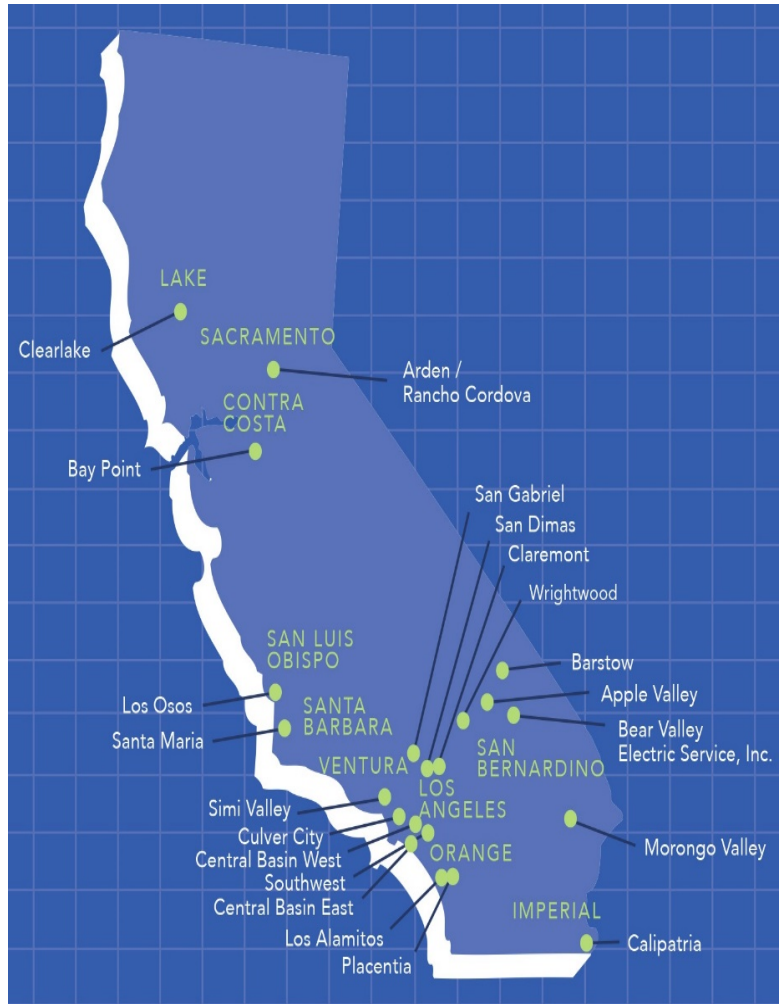 LAKE
Clearlake
SACRAMENTO
Arden /
Rancho Cordova
CONTRA
COSTA
Bay Point
San Gabriel
San Dimas
Claremont
Wrightwood
SAN LUIS
OBISPO
Barstow
Los Osos
SANTA
BARBARA
Apple Valley
Santa Maria
Bear Valley
Electric Service, Inc.
VENTURA
SAN
BERNARDINO
LOS
ANGELES
Simi Valley
Culver City
Central Basin West
Southwest
Central Basin East
ORANGE
Morongo Valley
Los Alamitos
Placentia
IMPERIAL
Calipatria